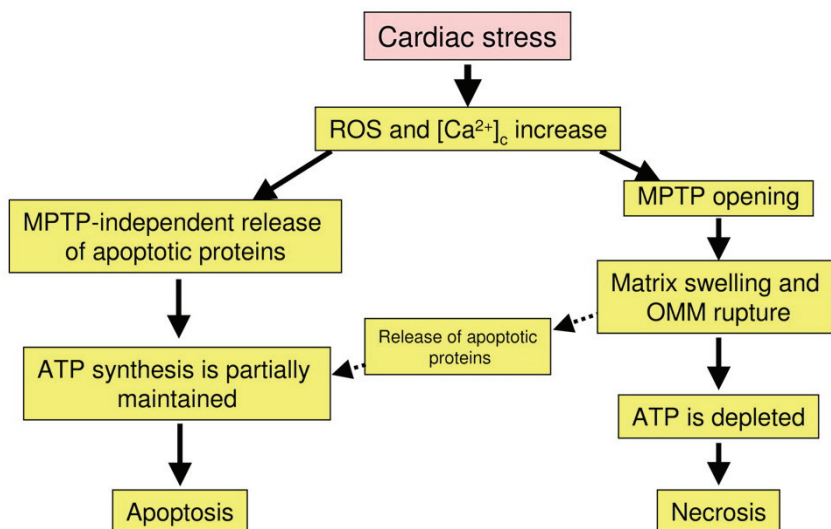 Cardiac stress
ROS and [Ca²⁺]c increase
MPTP-independent release
of apoptotic proteins
MPTP opening
Matrix swelling and
OMM rupture
Release of apoptotic
proteins
ATP synthesis is partially
maintained
ATP is depleted
Apoptosis
Necrosis